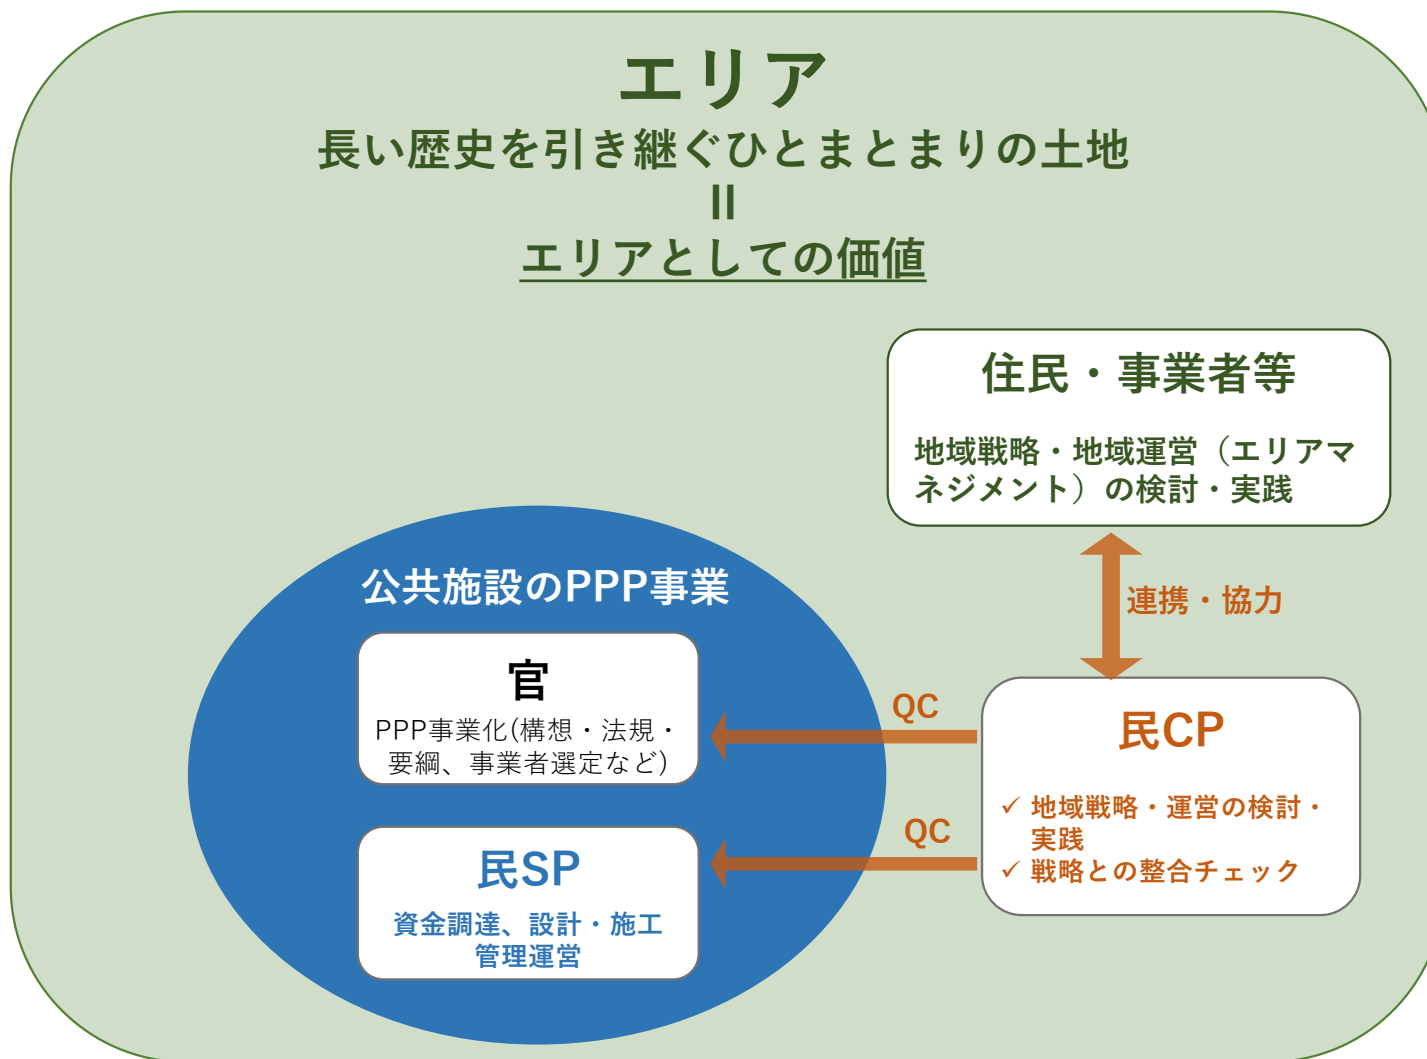 エリア
長い歴史を引き継ぐひとまとまりの土地
＝
エリアとしての価値
住民・事業者等
地域戦略・地域運営（エリアマ
ネジメント）の検討・実践
連携・協力
公共施設のPPP事業
官
PPP事業化(構想・法規・
要綱、事業者選定など)
QC
民CP
✓ 地域戦略・運営の検討・
実践
✓ 戦略との整合チェック
QC
民SP
資金調達、設計・施工
管理運営